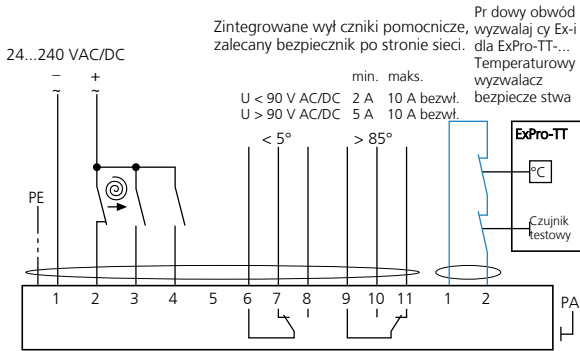 24...240 VAC/DC
– +
~ ~
Zintegrowane wył czniki pomocnicze,
zalecany bezpiecznik po stronie sieci.
min. maks.
U < 90 V AC/DC 2 A 10 A bezwł.
U > 90 V AC/DC 5 A 10 A bezwł.
< 5° > 85°
Pr dowy obwód
wyzwalaj cy Ex-i
dla ExPro-TT-...
Temperaturowy
wyzwalacz
bezpiecze stwa
ExPro-TT
°C
Czujnik
testowy
PE
1 2 3 4 5 6 7 8 9 10 11 1 2
PA